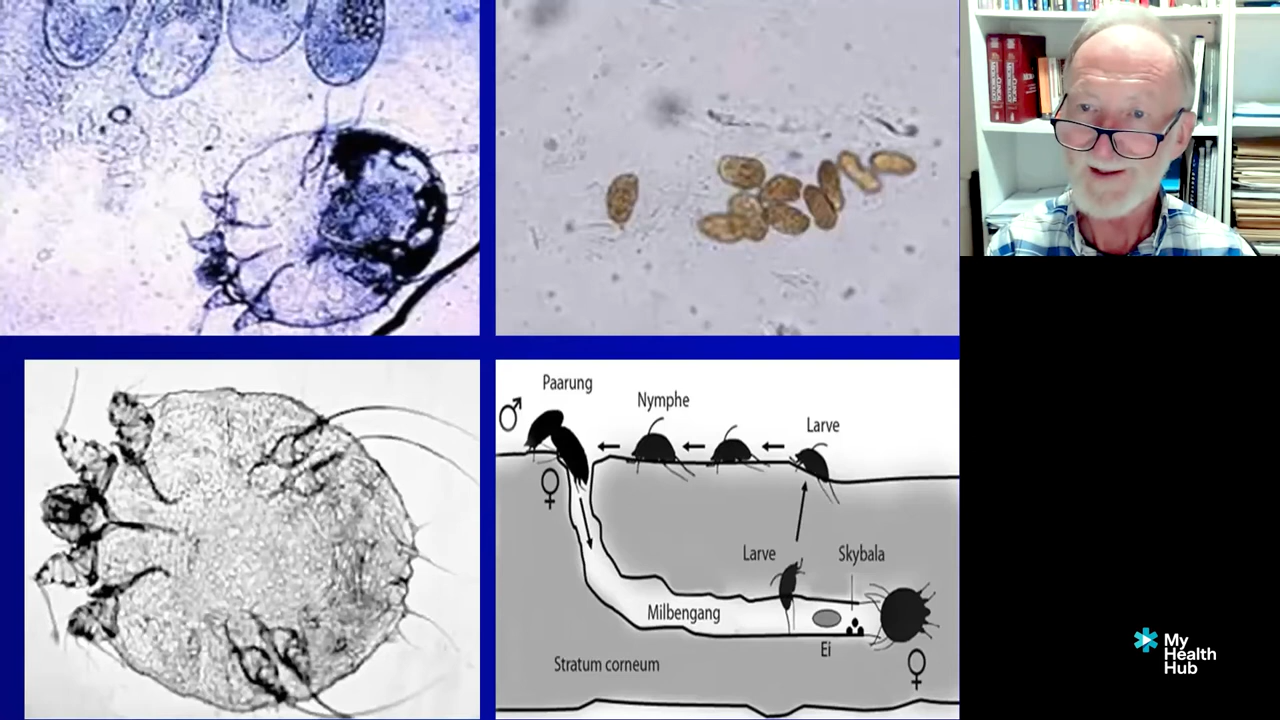 Paarung
Nymphe
Larve
♂
♀
Larve
Skybala
Milbengang
Ei
Stratum corneum
♀
My
Health
Hub